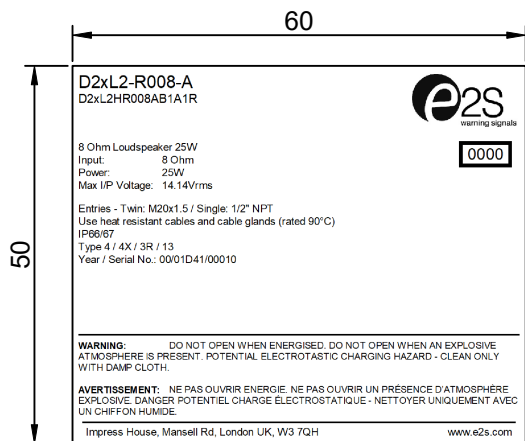 60
D2xL2-R008-A
D2xL2HR008AB1A1R
e2S
warning signals
8 Ohm Loudspeaker 25W
0000
Input: 8 Ohm
Power: 25W
Max I/P Voltage: 14.14Vrms
Entries - Twin: M20x1.5 / Single: 1/2" NPT
Use heat resistant cables and cable glands (rated 90°C)
IP66/67
Type 4 / 4X / 3R / 13
Year / Serial No.: 00/01D41/00010
50
WARNING: DO NOT OPEN WHEN ENERGISED. DO NOT OPEN WHEN AN EXPLOSIVE
ATMOSPHERE IS PRESENT. POTENTIAL ELECTROTASTIC CHARGING HAZARD - CLEAN ONLY
WITH DAMP CLOTH.
AVERTISSEMENT: NE PAS OUVRIR ENERGIE. NE PAS OUVRIR UN PRÉSENCE D'ATMOSPHÈRE
EXPLOSIVE. DANGER POTENTIEL CHARGE ÉLECTROSTATIQUE - NETTOYER UNIQUEMENT AVEC
UN CHIFFON HUMIDE.
Impress House, Mansell Rd, London UK, W3 7QH www.e2s.com